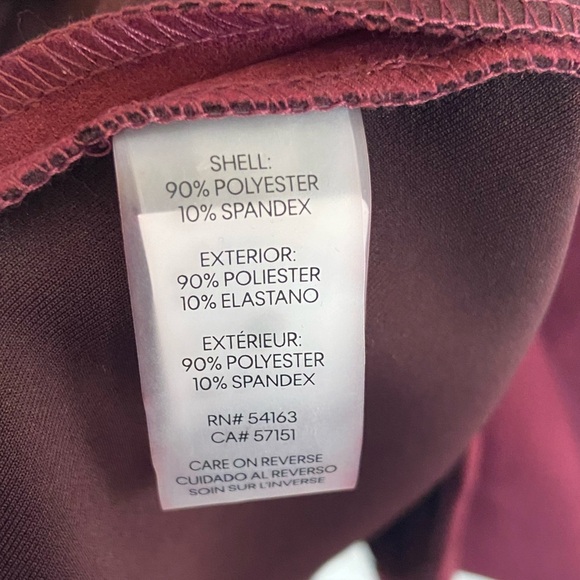 SHELL:
90% POLYESTER
10% SPANDEX
EXTERIOR:
90% POLIESTER
10% ELASTANO
EXTÉRIEUR:
90% POLYESTER
10% SPANDEX
RN# 54163
CA# 57151
CARE ON REVERSE
CUIDADO AL REVERSO
SOIN SUR L'INVERSE